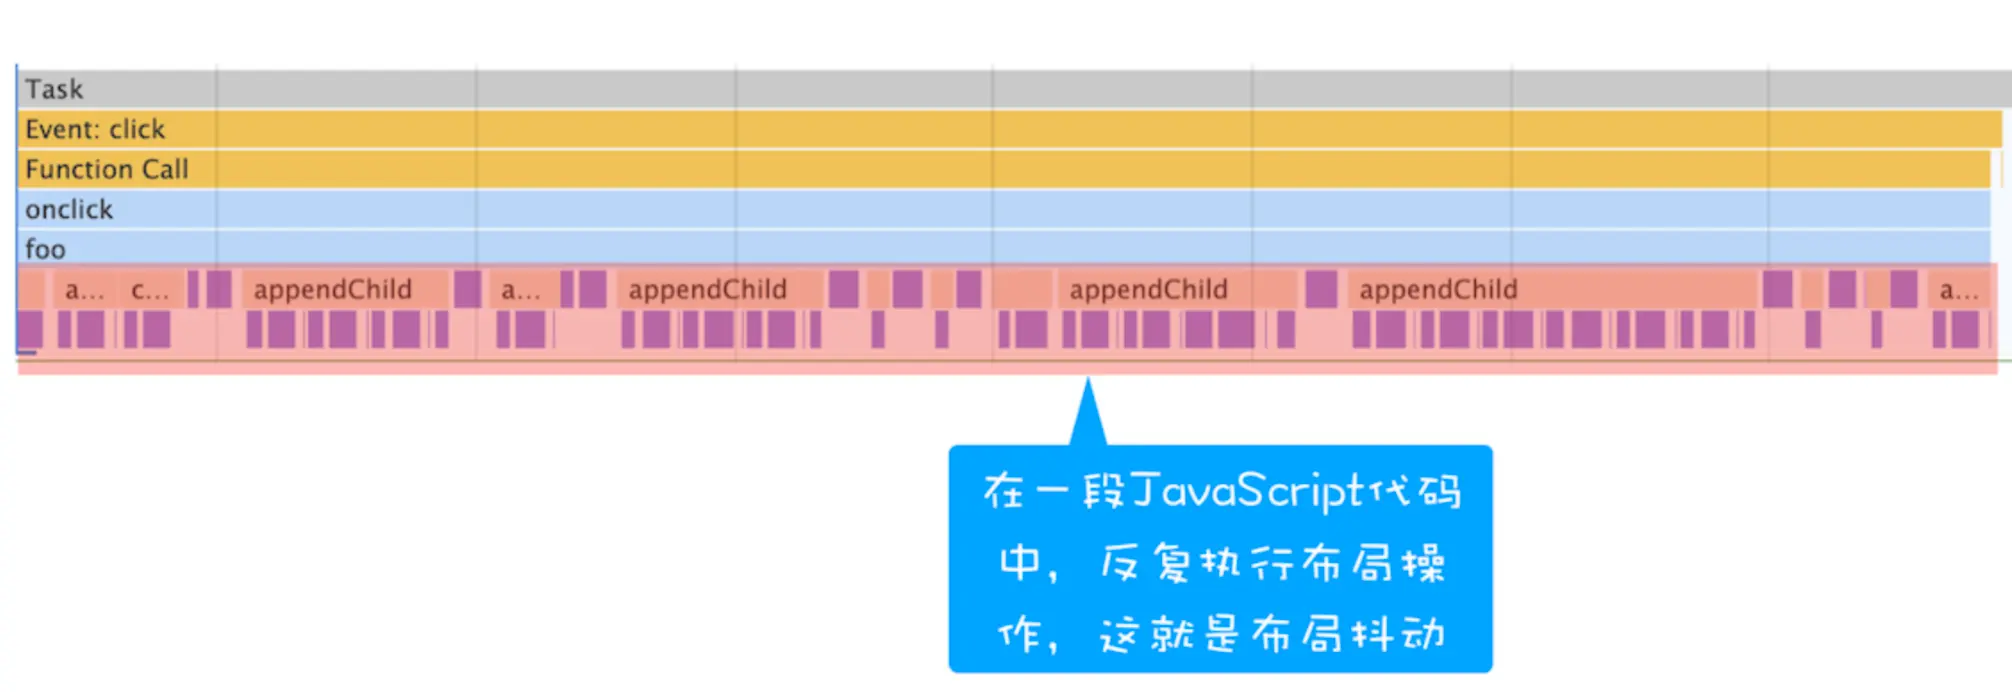 Task
Event: click
Function Call
onclick
foo
a... c... appendChild a... appendChild appendChild appendChild a...
在一段JavaScript代码
中，反复执行布局操
作，这就是布局抖动